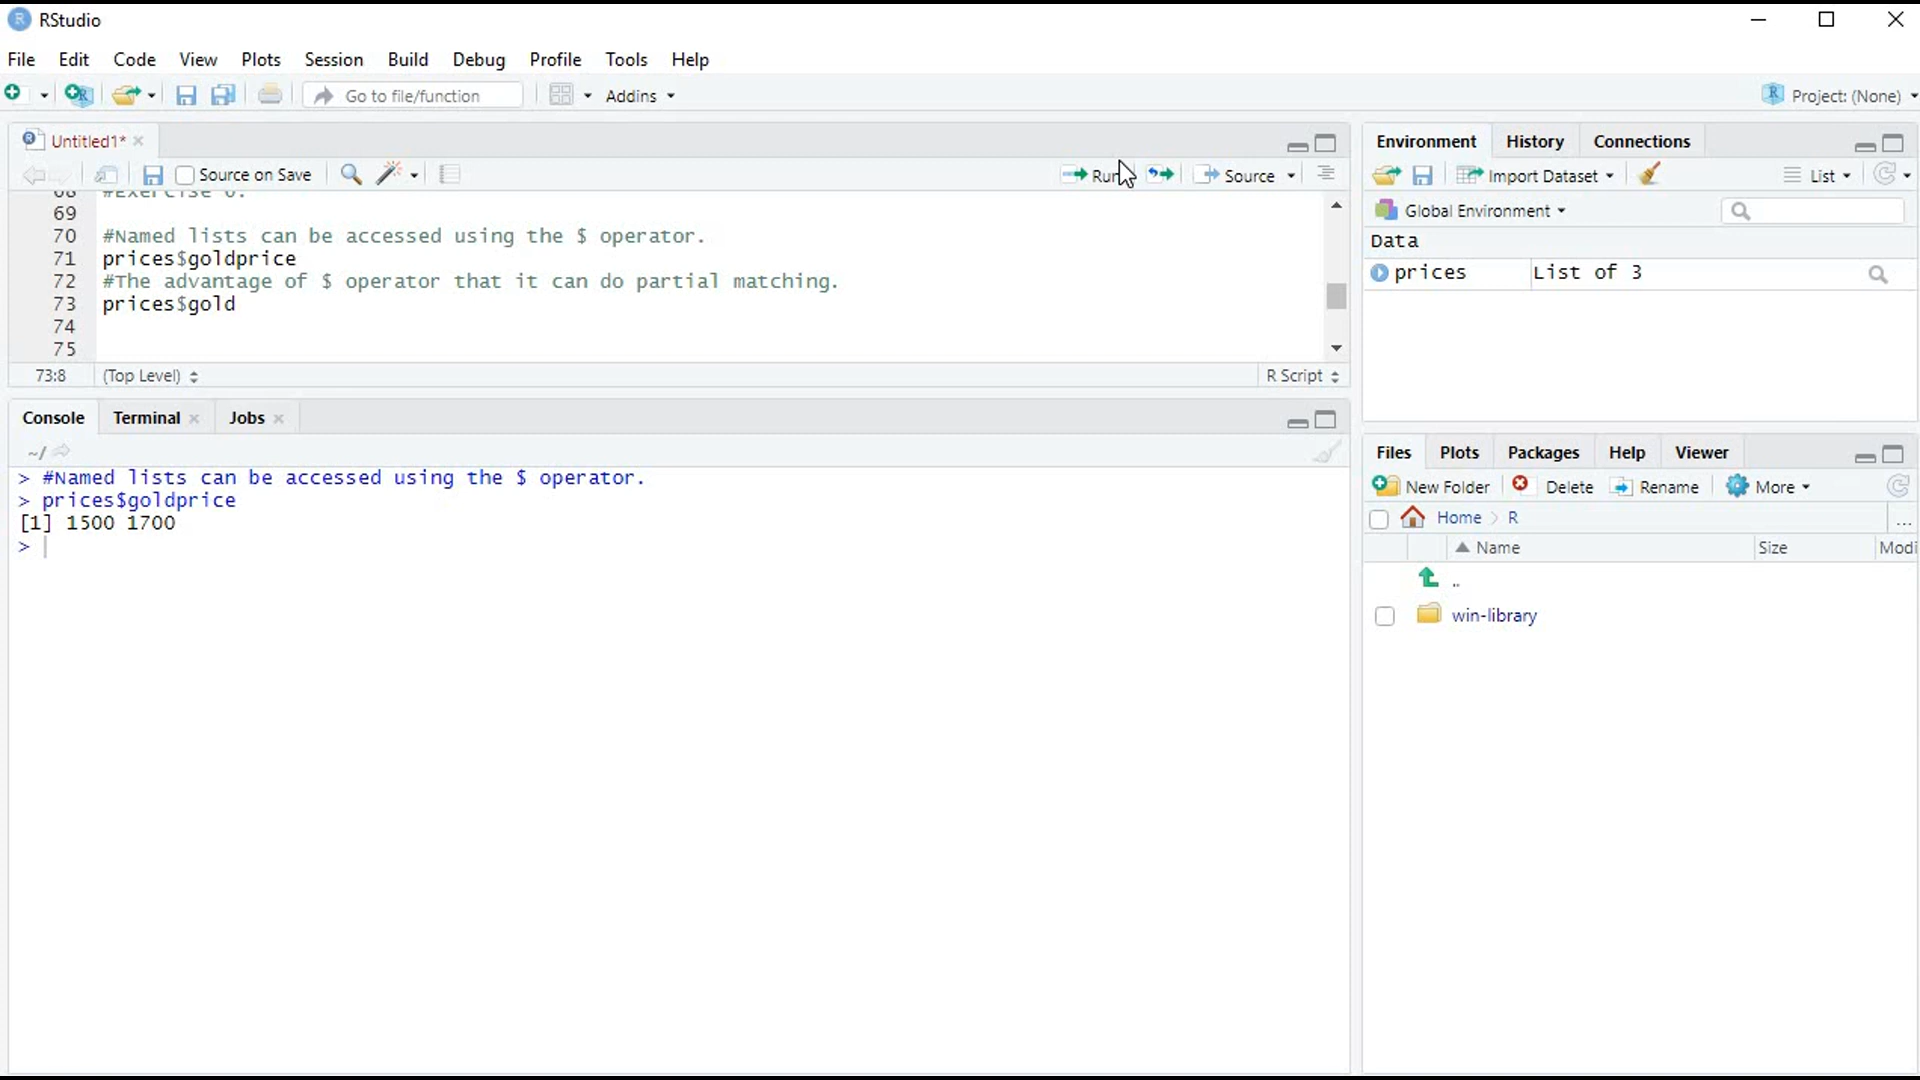 RStudio
File Edit Code View Plots Session Build Debug Profile Tools Help
Go to file/function Addins Project: (None)
Untitled1*
Source on Save Run Source
68 #Exercise 6:
69
70 #Named lists can be accessed using the $ operator.
71 prices$goldprice
72 #The advantage of $ operator that it can do partial matching.
73 prices$gold
74
75
73:8 (Top Level) R Script
Console Terminal Jobs
~/
> #Named lists can be accessed using the $ operator.
> prices$goldprice
[1] 1500 1700
>
Environment History Connections
Import Dataset List
Global Environment
Data
prices List of 3
Files Plots Packages Help Viewer
New Folder Delete Rename More
Home R ...
Name Size Modi
..
win-library